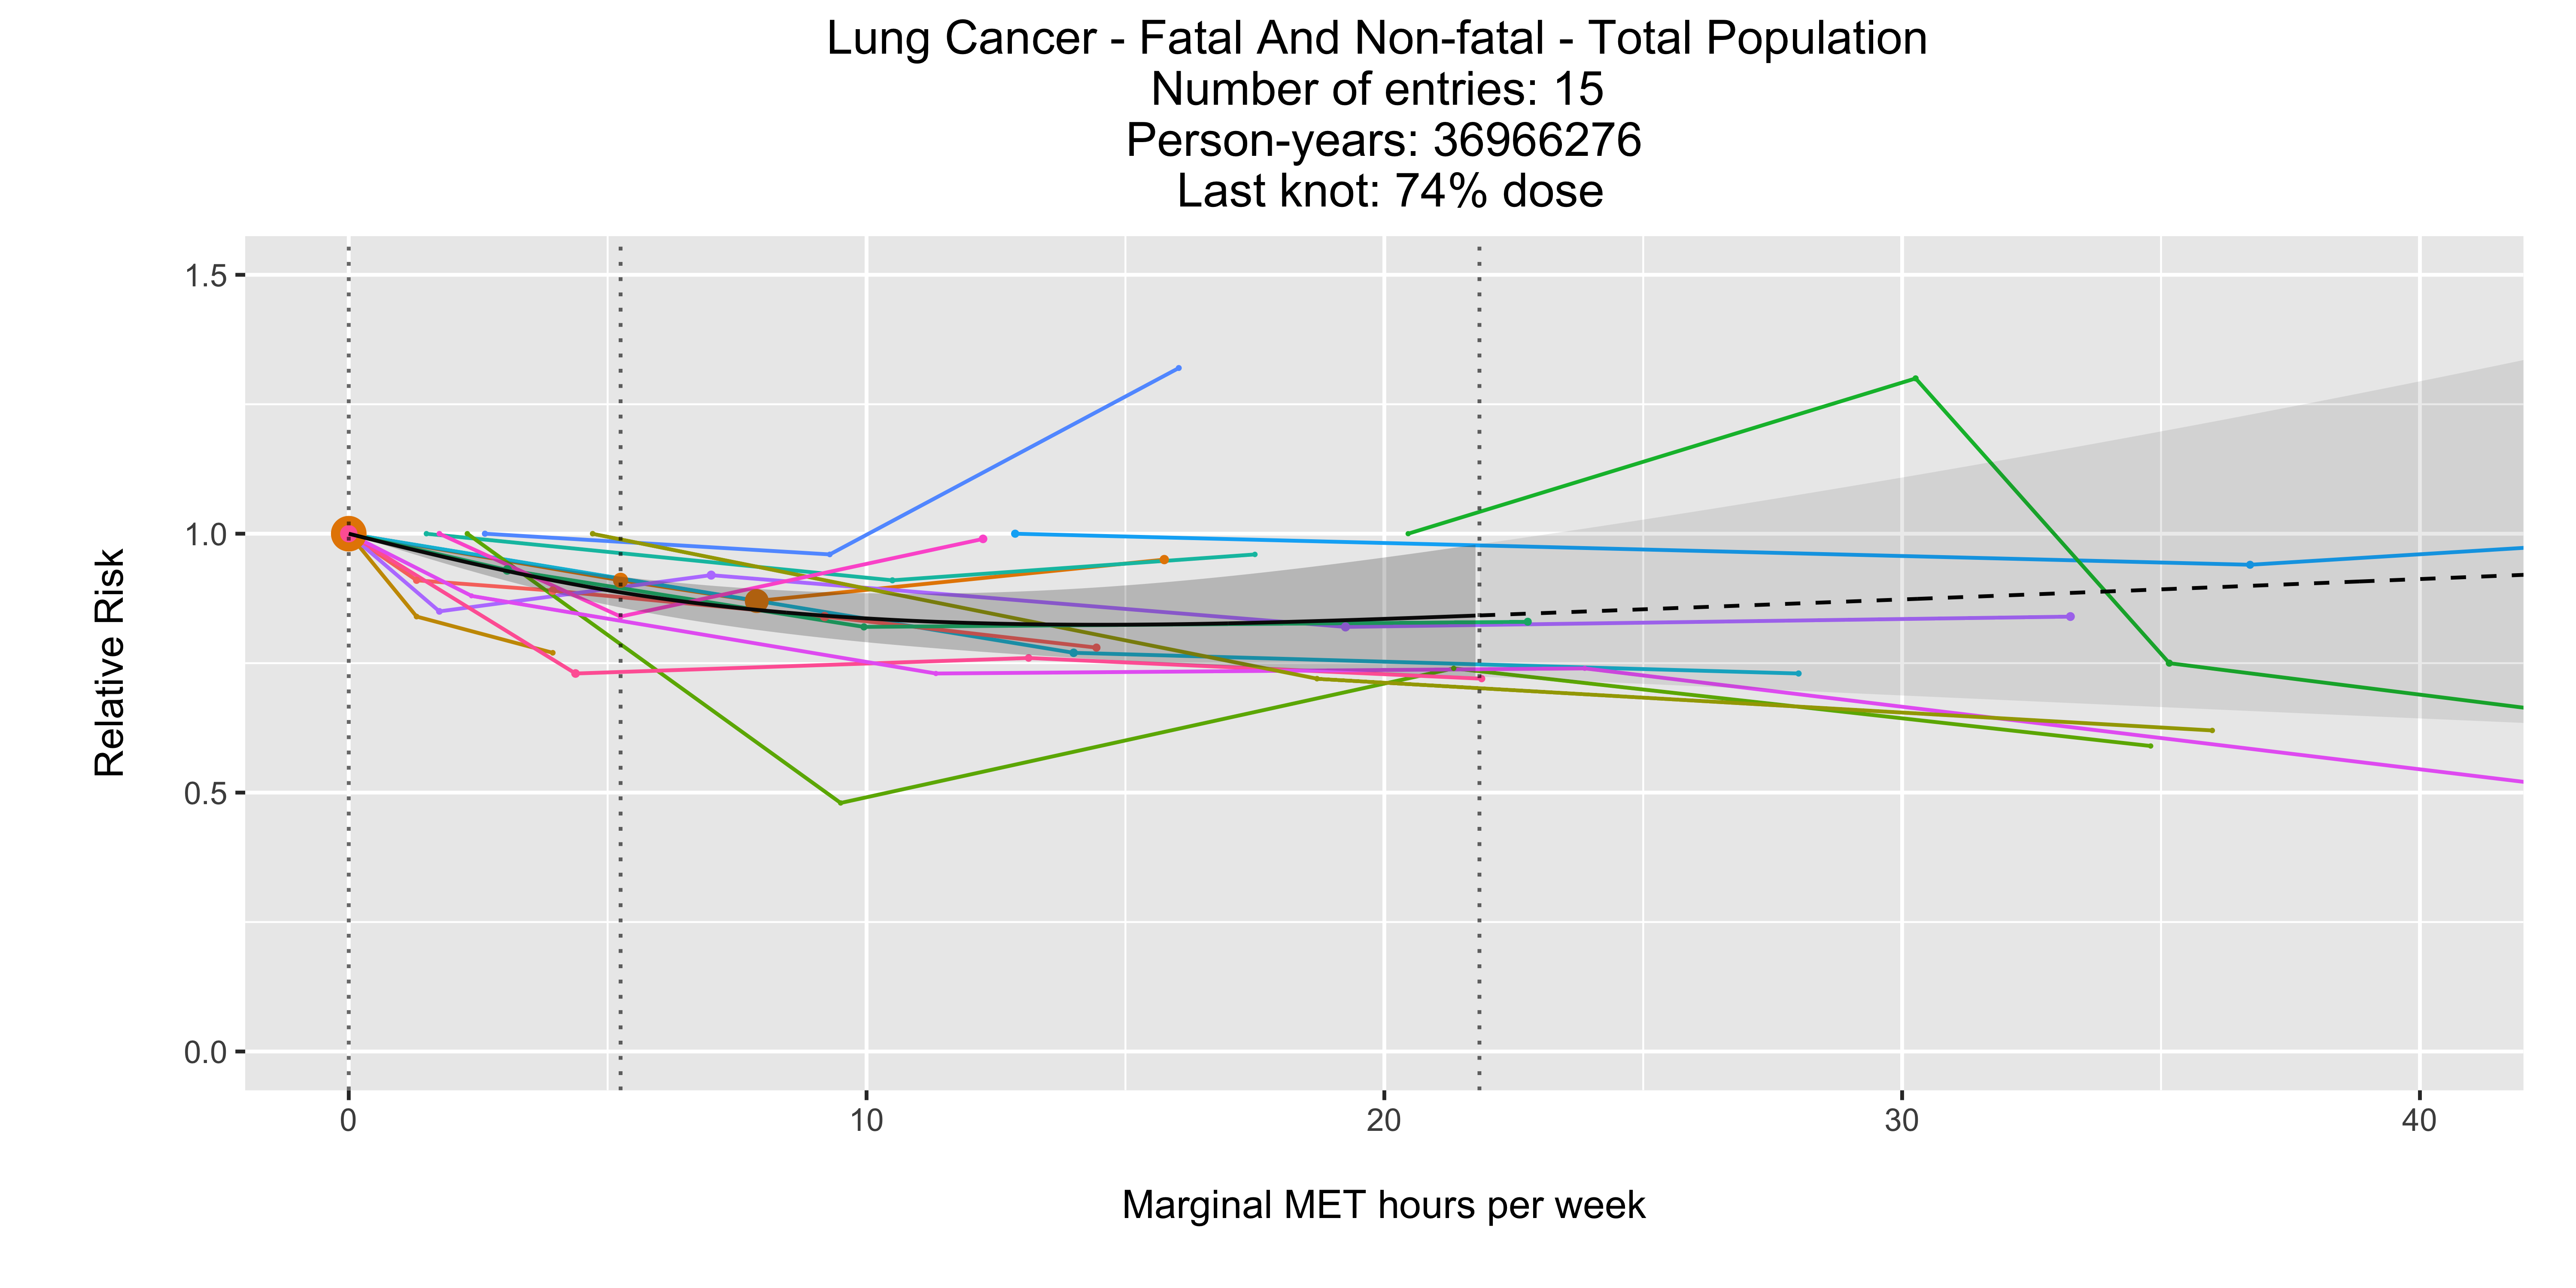 Lung Cancer - Fatal And Non-fatal - Total Population
Number of entries: 15
Person-years: 36966276
Last knot: 74% dose
1.5
1.0
0.5
0.0
Relative Risk
0 10 20 30 40
Marginal MET hours per week